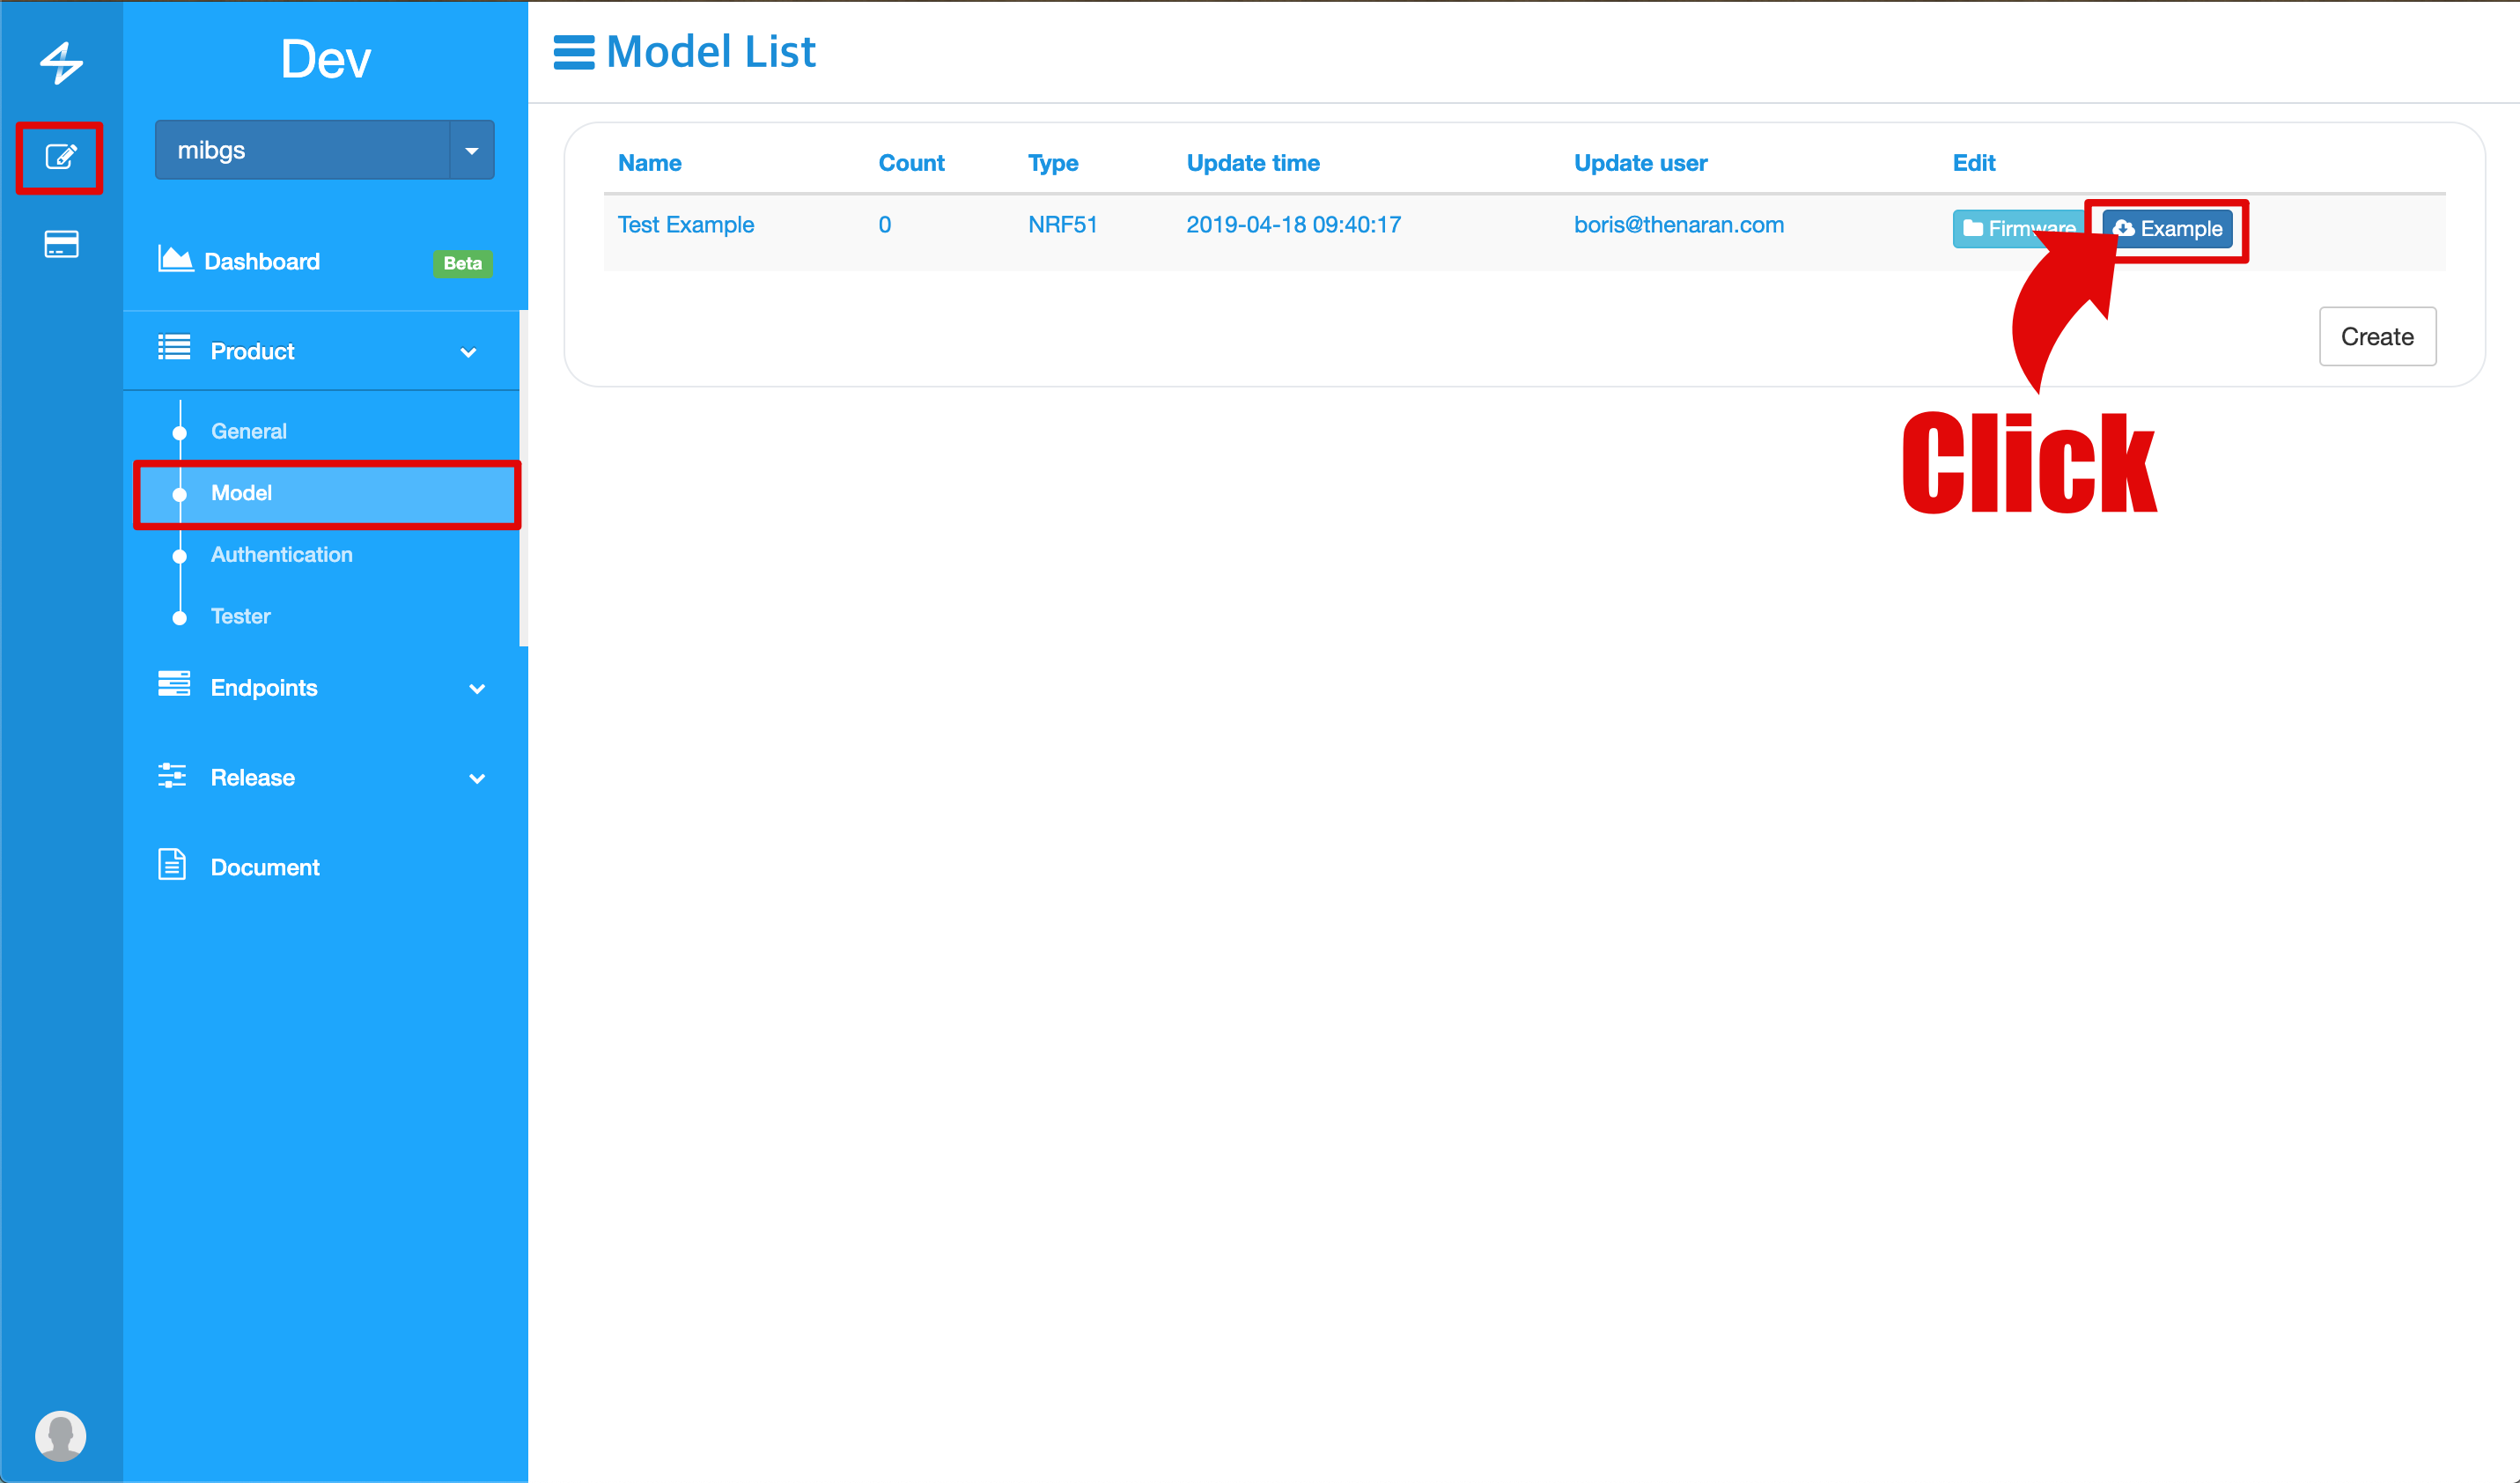 Dev
mibgs
Dashboard Beta
Product
General
Model
Authentication
Tester
Endpoints
Release
Document
Model List
Name Count Type Update time Update user Edit
Test Example 0 NRF51 2019-04-18 09:40:17 boris@thenaran.com Firmware Example
Create
Click